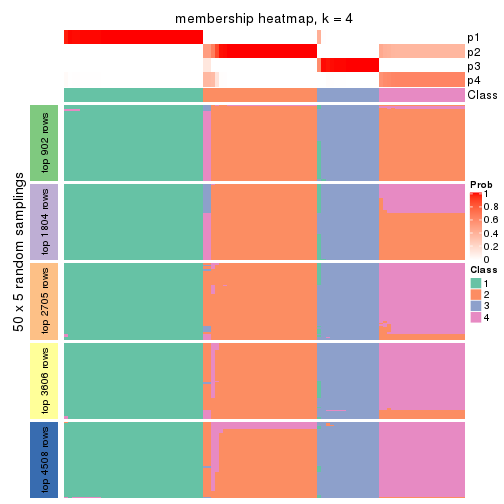 membership heatmap, k = 4
p1
p2
p3
p4
Class
50 x 5 random samplings
top 902 rows
top 1804 rows
top 2705 rows
top 3606 rows
top 4508 rows
Prob
1
0.8
0.6
0.4
0.2
0
Class
1
2
3
4